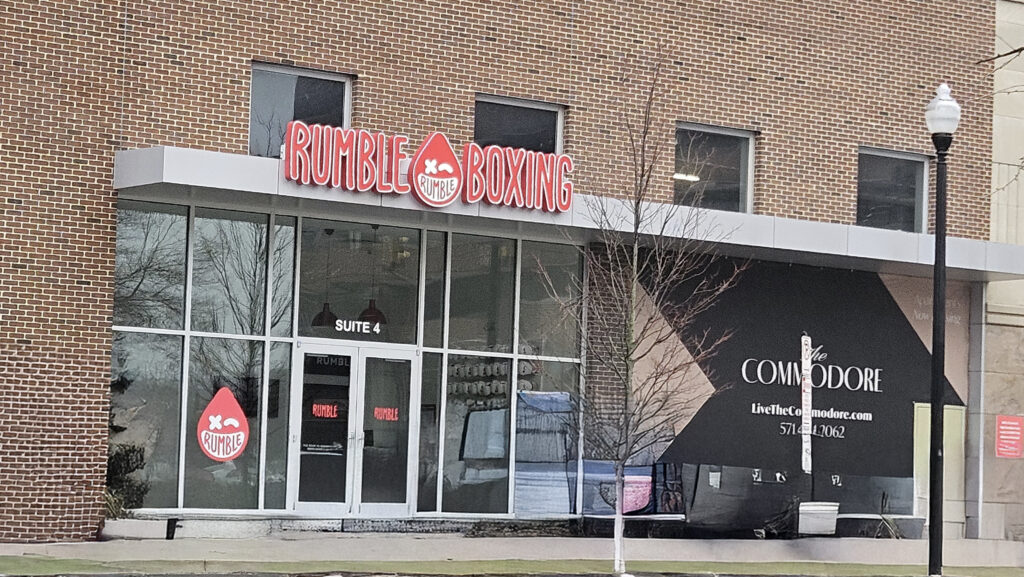 RUMBLE RUMBLE BOXING
SUITE 4
RUMBLE
RUMBLE RUMBLE
RUMBLE
The
COMMODORE
LiveTheCommodore.com